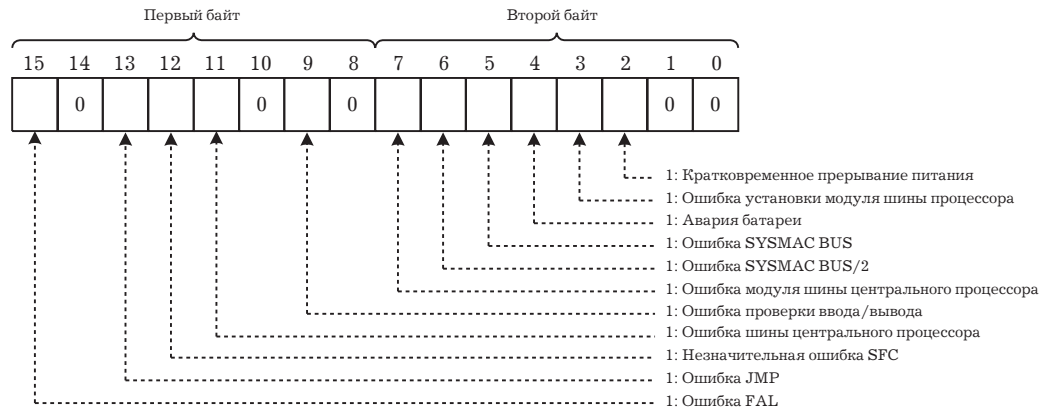 Первый байт Второй байт
15 14 13 12 11 10 9 8 7 6 5 4 3 2 1 0
0 0 0 0 0
1: Кратковременное прерывание питания
1: Ошибка установки модуля шины процессора
1: Авария батареи
1: Ошибка SYSMAC BUS
1: Ошибка SYSMAC BUS/2
1: Ошибка модуля шины центрального процессора
1: Ошибка проверки ввода/вывода
1: Ошибка шины центрального процессора
1: Незначительная ошибка SFC
1: Ошибка JMP
1: Ошибка FAL